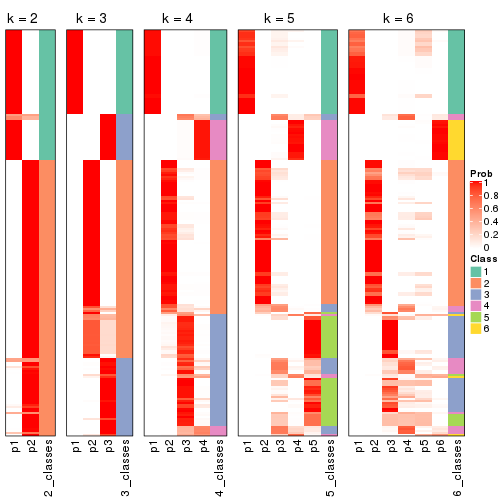 k = 2
k = 3
k = 4
k = 5
k = 6
p1
p2
2_classes
p1
p2
p3
3_classes
p1
p2
p3
p4
4_classes
p1
p2
p3
p4
p5
5_classes
p1
p2
p3
p4
p5
p6
6_classes
Prob
1
0.8
0.6
0.4
0.2
0
Class
1
2
3
4
5
6